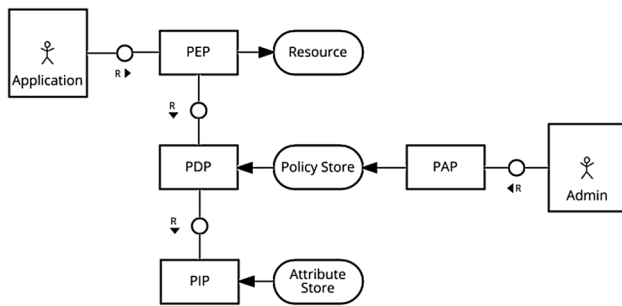 PEP
Resource
Application
R
R
PDP
Policy Store
PAP
Admin
R
R
PIP
Attribute
Store